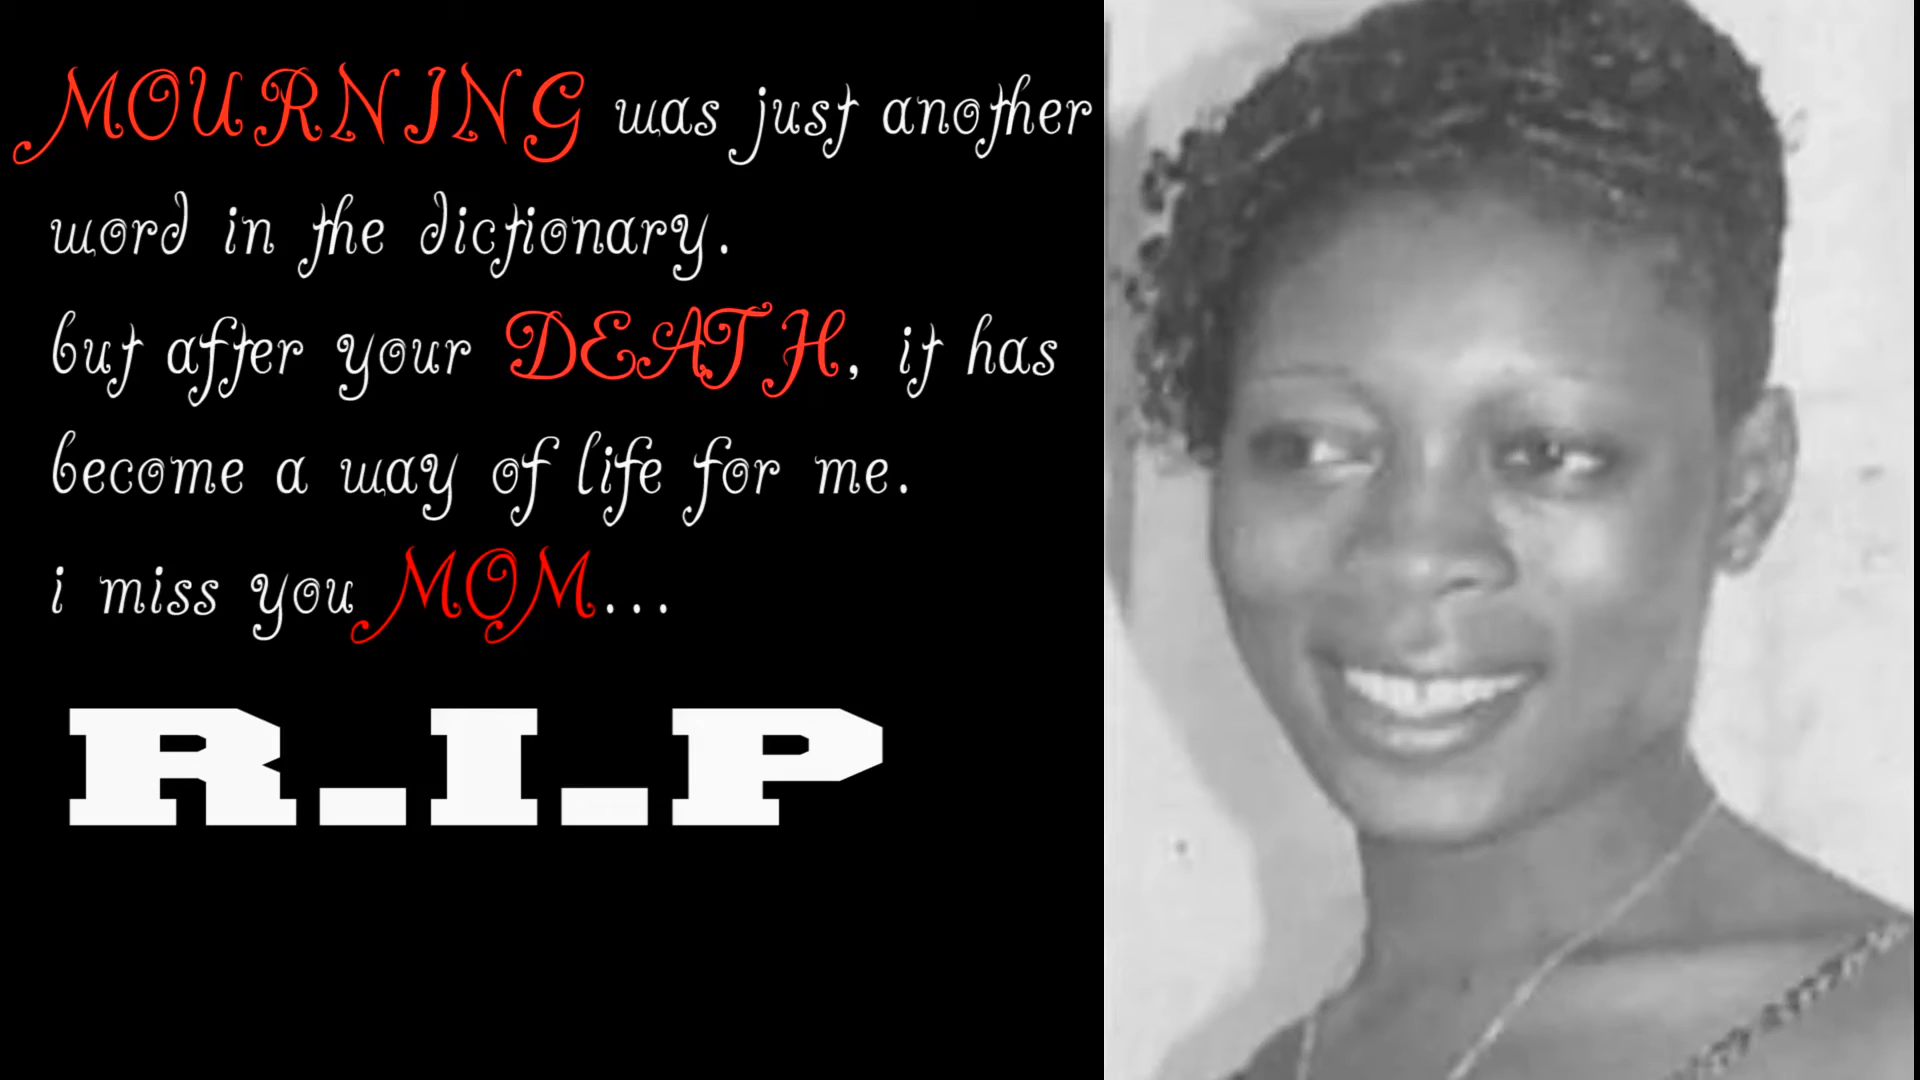 MOURNING was just another
word in the dictionary.
but after your DEATH, it has
become a way of life for me.
i miss you MOM...
R_I_P